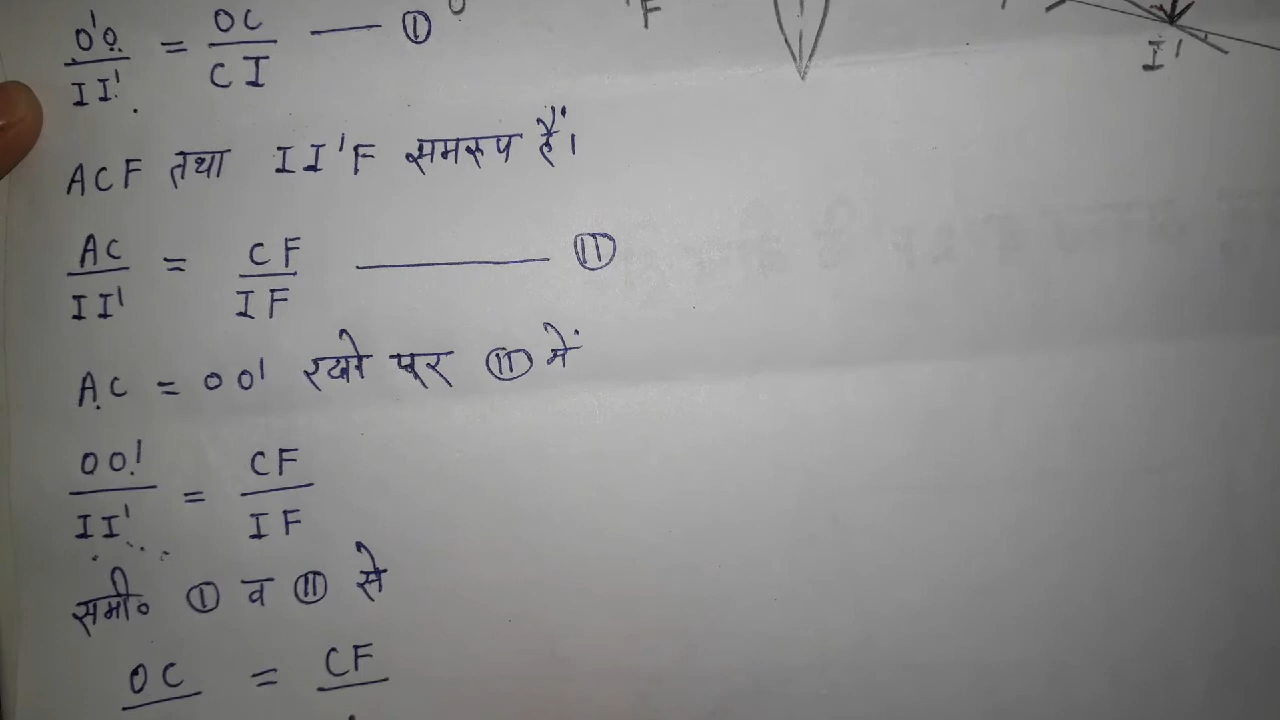 O'O / II' = OC / CI — (I)
F
I'
ACF तथा II'F समरूप हैं।
AC / II' = CF / IF — (II)
AC = OO' रखने पर (II) में
OO' / II' = CF / IF
समी० (I) व (II) से
OC = CF